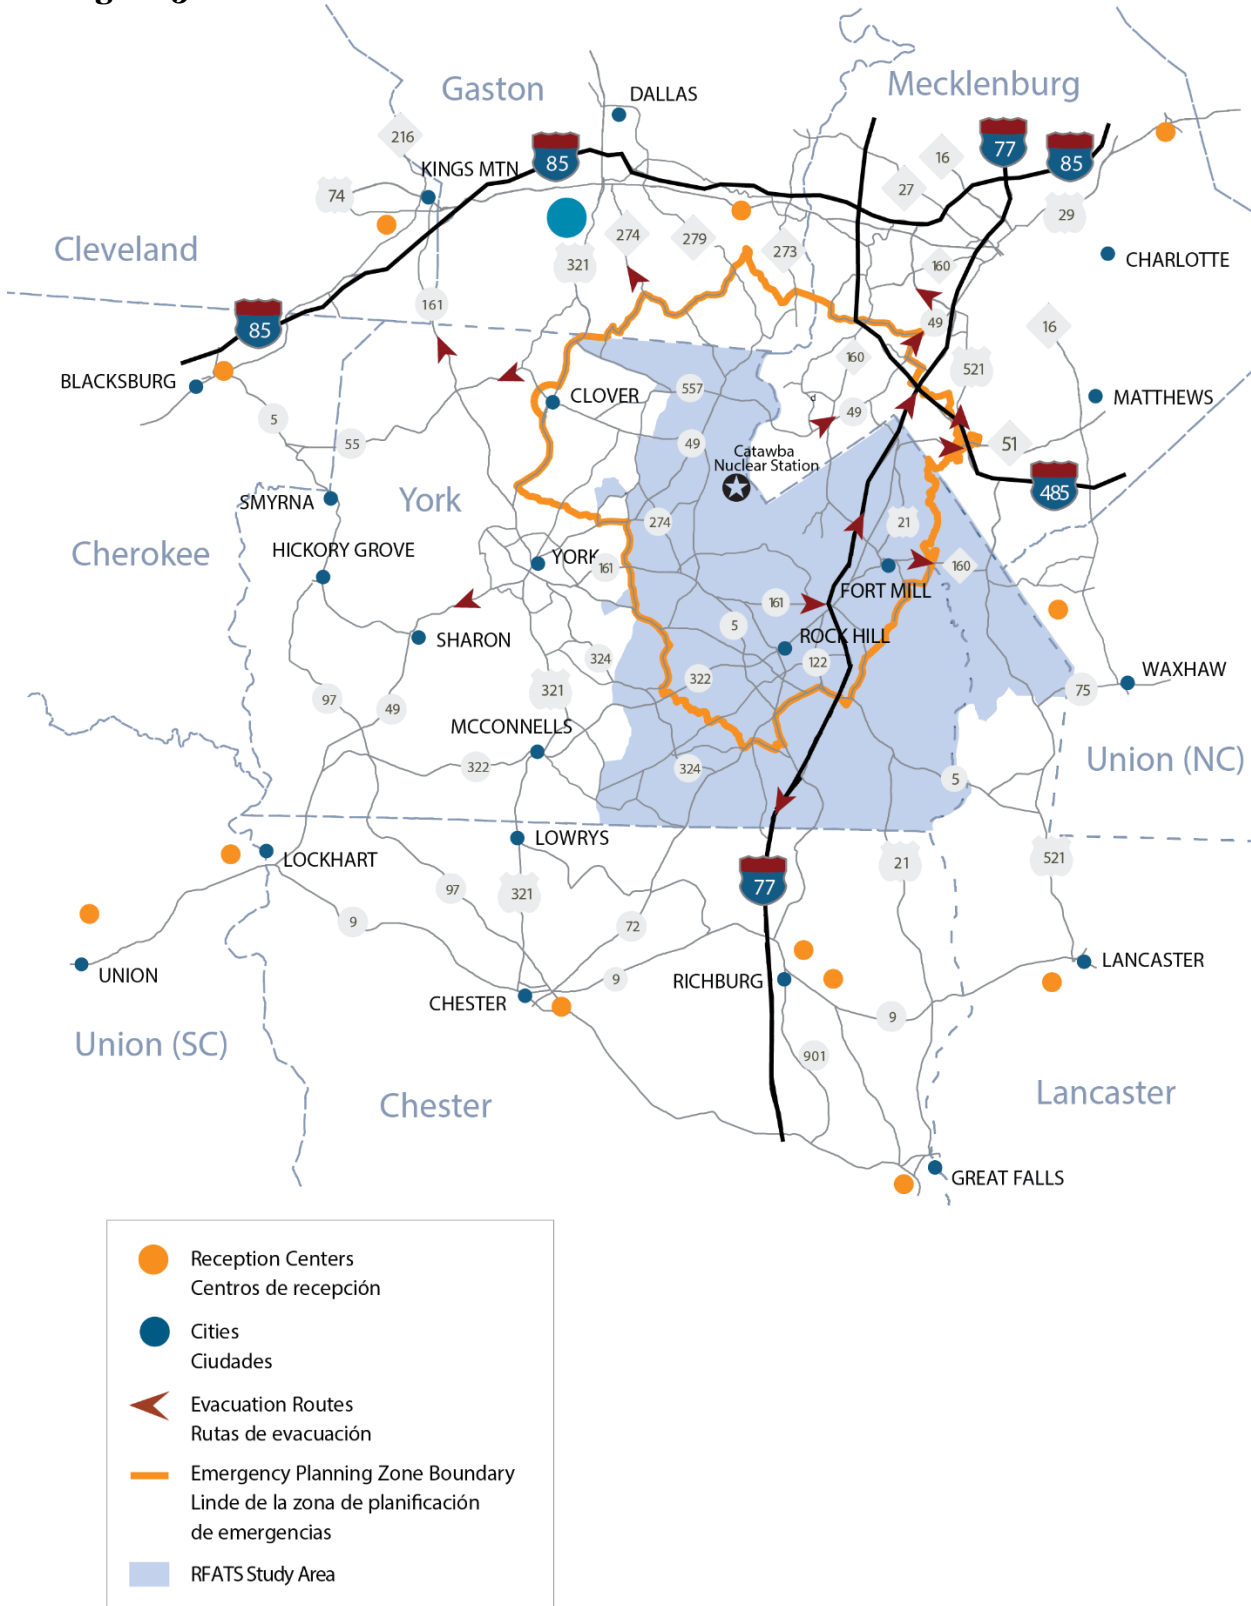 Gaston
Mecklenburg
DALLAS
216
85
77
16
85
KINGS MTN
74
27
29
Cleveland
274
279
273
321
160
CHARLOTTE
161
85
49
16
BLACKSBURG
160
521
557
CLOVER
MATTHEWS
5
55
49
49
51
Catawba
Nuclear Station
485
SMYRNA
York
274
21
Cherokee
HICKORY GROVE
YORK
161
160
FORT MILL
161
5
ROCK HILL
SHARON
324
122
WAXHAW
322
321
75
97
49
MCCONNELLS
322
324
5
Union (NC)
LOWRYS
LOCKHART
77
21
521
97
321
9
72
UNION
RICHBURG
LANCASTER
9
CHESTER
9
Union (SC)
901
Chester
Lancaster
GREAT FALLS
Reception Centers
Centros de recepción
Cities
Ciudades
Evacuation Routes
Rutas de evacuación
Emergency Planning Zone Boundary
Linde de la zona de planificación
de emergencias
RFATS Study Area